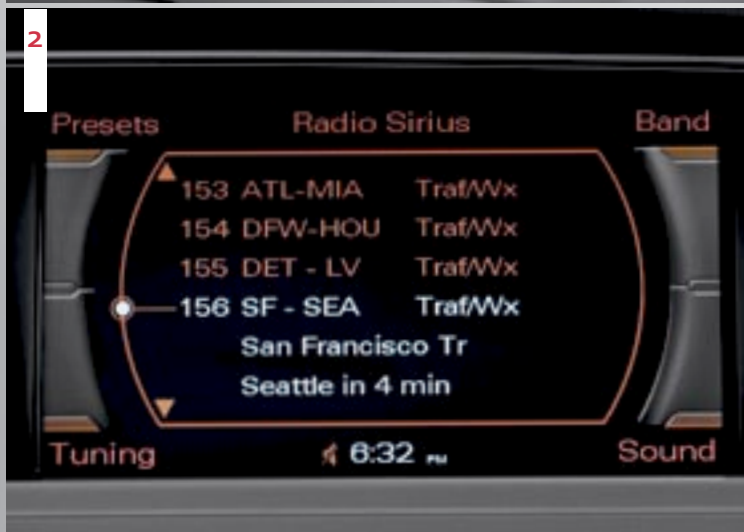 2
Presets Radio Sirius Band
153 ATL-MIA Traf/Wx
154 DFW-HOU Traf/Wx
155 DET - LV Traf/Wx
156 SF - SEA Traf/Wx
San Francisco Tr
Seattle in 4 min
Tuning 6:32 PM Sound